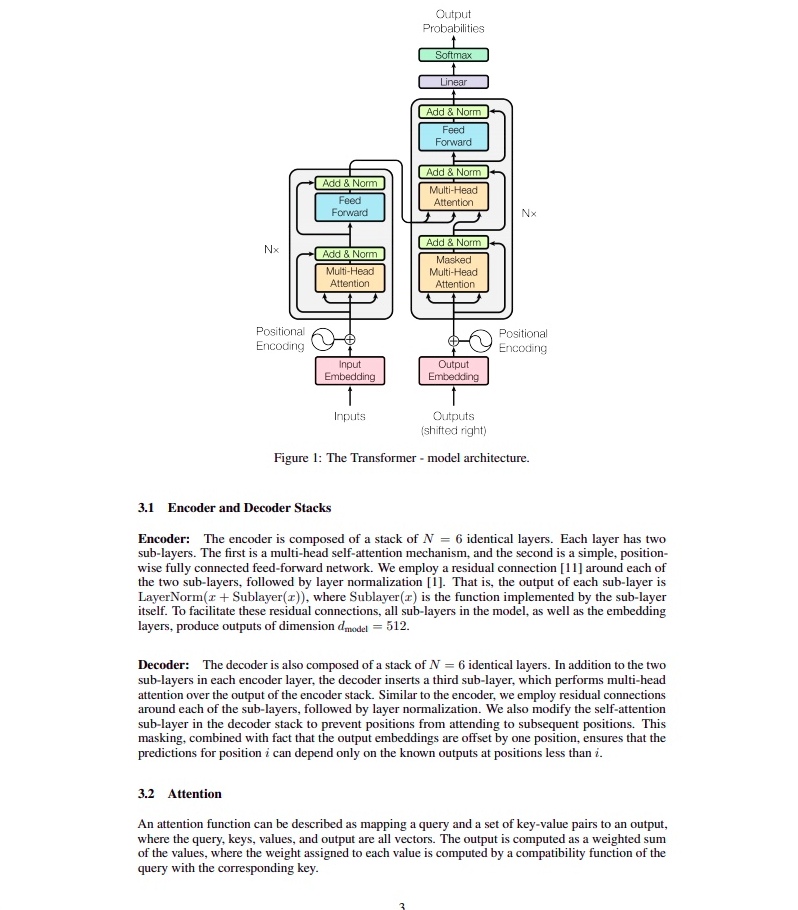 Output
Probabilities
Softmax
Linear
Add & Norm
Feed
Forward
Add & Norm
Multi-Head
Attention
Nx
Add & Norm
Masked
Multi-Head
Attention
Add & Norm
Feed
Forward
Nx
Add & Norm
Multi-Head
Attention
Positional
Encoding
Positional
Encoding
Input
Embedding
Output
Embedding
Inputs
Outputs
(shifted right)
Figure 1: The Transformer - model architecture.
3.1 Encoder and Decoder Stacks
Encoder: The encoder is composed of a stack of N = 6 identical layers. Each layer has two
sub-layers. The first is a multi-head self-attention mechanism, and the second is a simple, position-
wise fully connected feed-forward network. We employ a residual connection [11] around each of
the two sub-layers, followed by layer normalization [1]. That is, the output of each sub-layer is
LayerNorm(x + Sublayer(x)), where Sublayer(x) is the function implemented by the sub-layer
itself. To facilitate these residual connections, all sub-layers in the model, as well as the embedding
layers, produce outputs of dimension dmodel = 512.
Decoder: The decoder is also composed of a stack of N = 6 identical layers. In addition to the two
sub-layers in each encoder layer, the decoder inserts a third sub-layer, which performs multi-head
attention over the output of the encoder stack. Similar to the encoder, we employ residual connections
around each of the sub-layers, followed by layer normalization. We also modify the self-attention
sub-layer in the decoder stack to prevent positions from attending to subsequent positions. This
masking, combined with fact that the output embeddings are offset by one position, ensures that the
predictions for position i can depend only on the known outputs at positions less than i.
3.2 Attention
An attention function can be described as mapping a query and a set of key-value pairs to an output,
where the query, keys, values, and output are all vectors. The output is computed as a weighted sum
of the values, where the weight assigned to each value is computed by a compatibility function of the
query with the corresponding key.
3